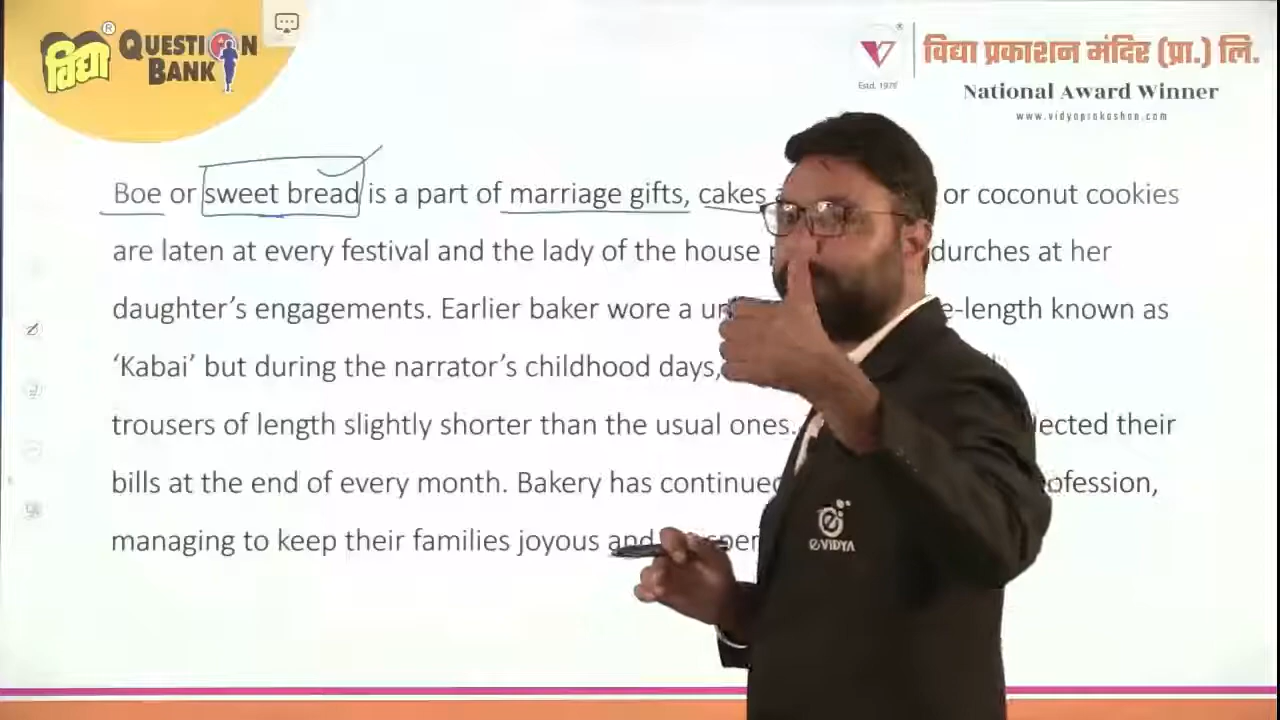 विद्या
®
QUESTION
BANK
®
Estd. 1978
विद्या प्रकाशन मंदिर (प्रा.) लि.
National Award Winner
www.vidyaprakashan.com
Boe or sweet bread is a part of marriage gifts, cakes or coconut cookies
are laten at every festival and the lady of the house durches at her
daughter’s engagements. Earlier baker wore a e-length known as
‘Kabai’ but during the narrator’s childhood days,
trousers of length slightly shorter than the usual ones. lected their
bills at the end of every month. Bakery has continued ofession,
managing to keep their families joyous and
e-VIDYA